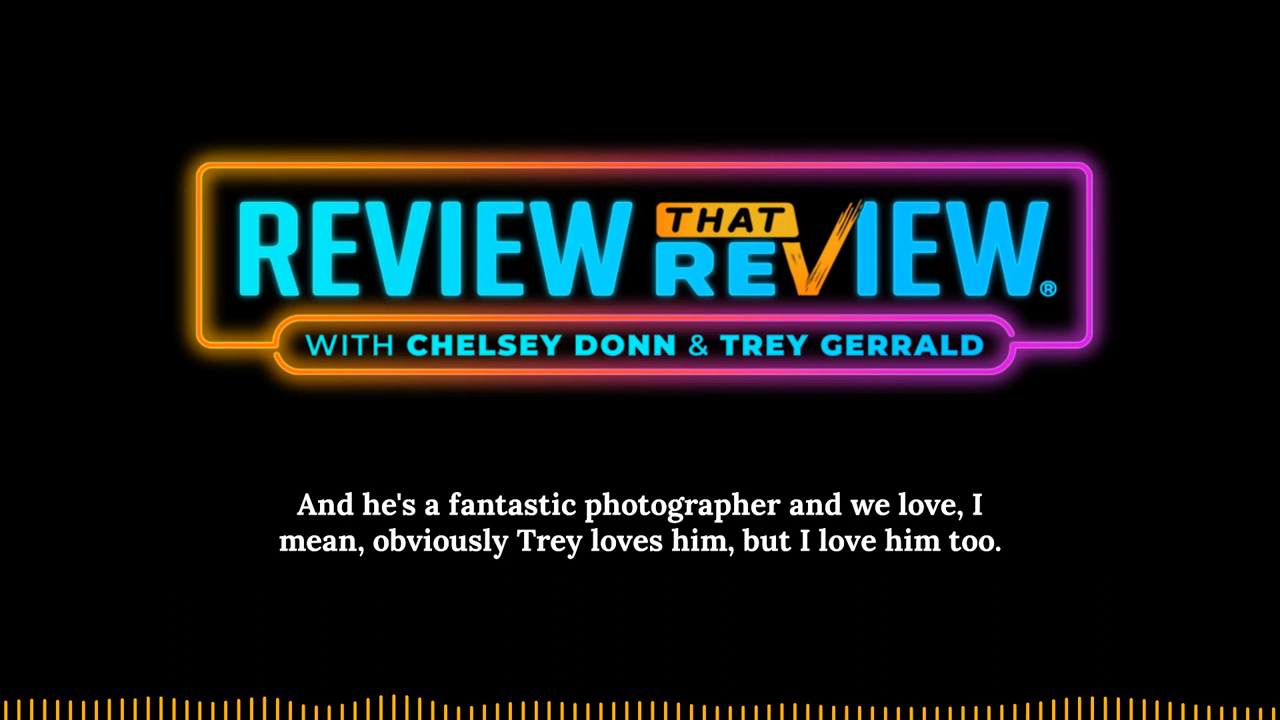 REVIEW THAT REVIEW®
WITH CHELSEY DONN & TREY GERRALD
And he's a fantastic photographer and we love, I
mean, obviously Trey loves him, but I love him too.